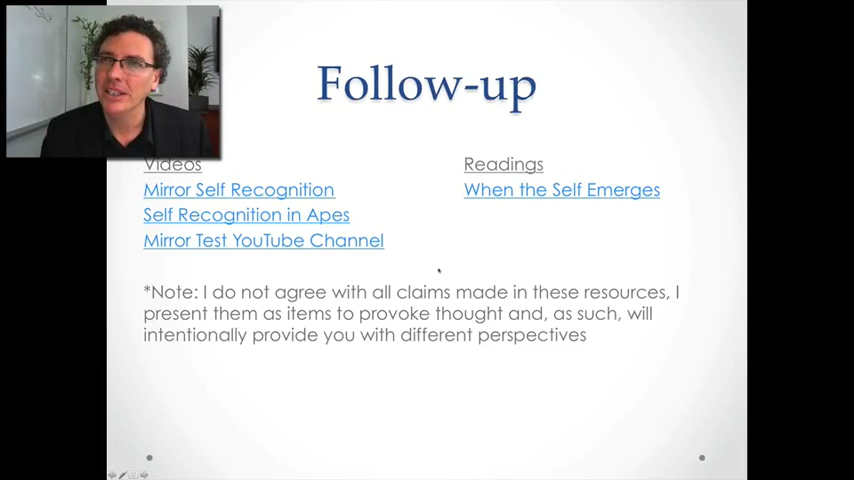 Follow-up
Videos
Mirror Self Recognition
Self Recognition in Apes
Mirror Test YouTube Channel
Readings
When the Self Emerges
*Note: I do not agree with all claims made in these resources, I
present them as items to provoke thought and, as such, will
intentionally provide you with different perspectives